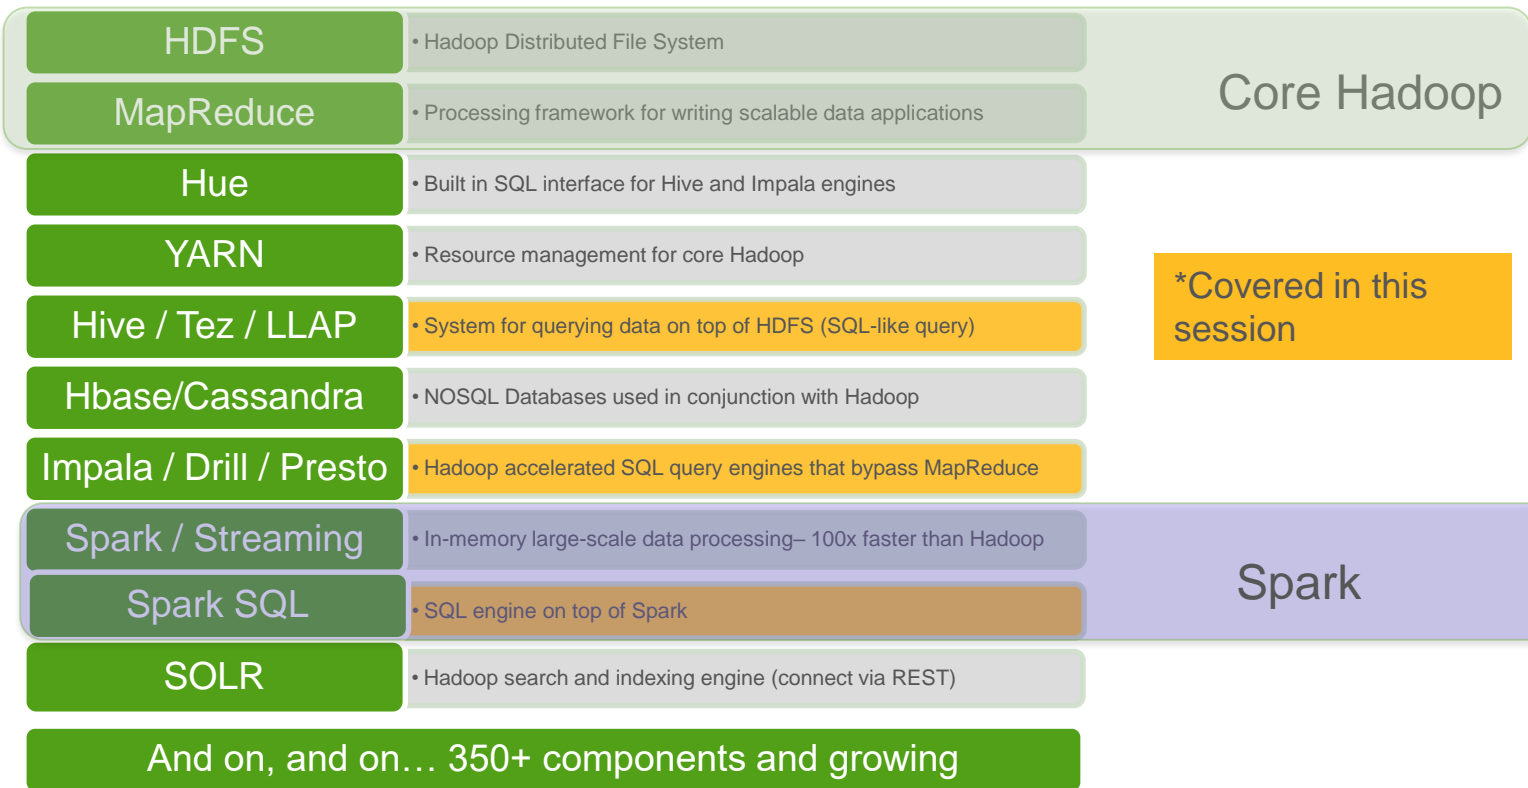 HDFS
• Hadoop Distributed File System
MapReduce
• Processing framework for writing scalable data applications
Core Hadoop
Hue
• Built in SQL interface for Hive and Impala engines
YARN
• Resource management for core Hadoop
*Covered in this
session
Hive / Tez / LLAP
• System for querying data on top of HDFS (SQL-like query)
Hbase/Cassandra
• NOSQL Databases used in conjunction with Hadoop
Impala / Drill / Presto
• Hadoop accelerated SQL query engines that bypass MapReduce
Spark / Streaming
• In-memory large-scale data processing– 100x faster than Hadoop
Spark SQL
• SQL engine on top of Spark
Spark
SOLR
• Hadoop search and indexing engine (connect via REST)
And on, and on… 350+ components and growing